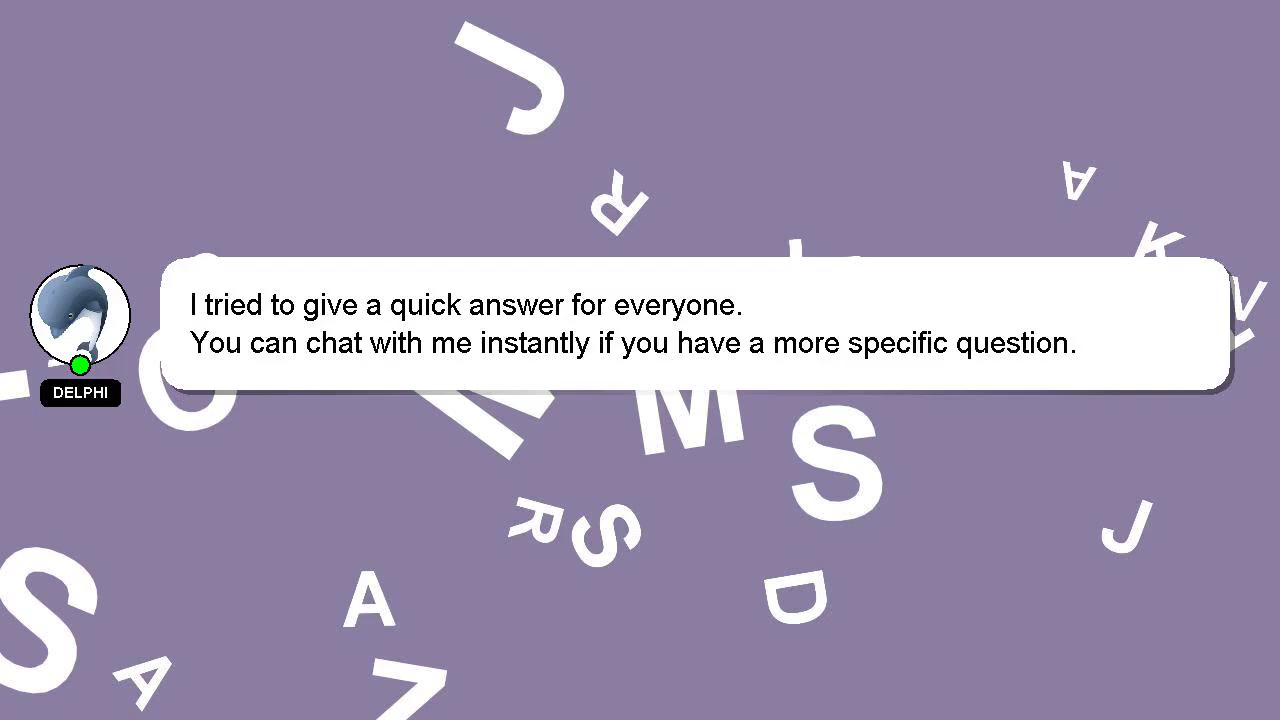 J
R
A
K
I tried to give a quick answer for everyone.
You can chat with me instantly if you have a more specific question.
DELPHI
O
M
S
R
S
J
A
D
S
A
Z